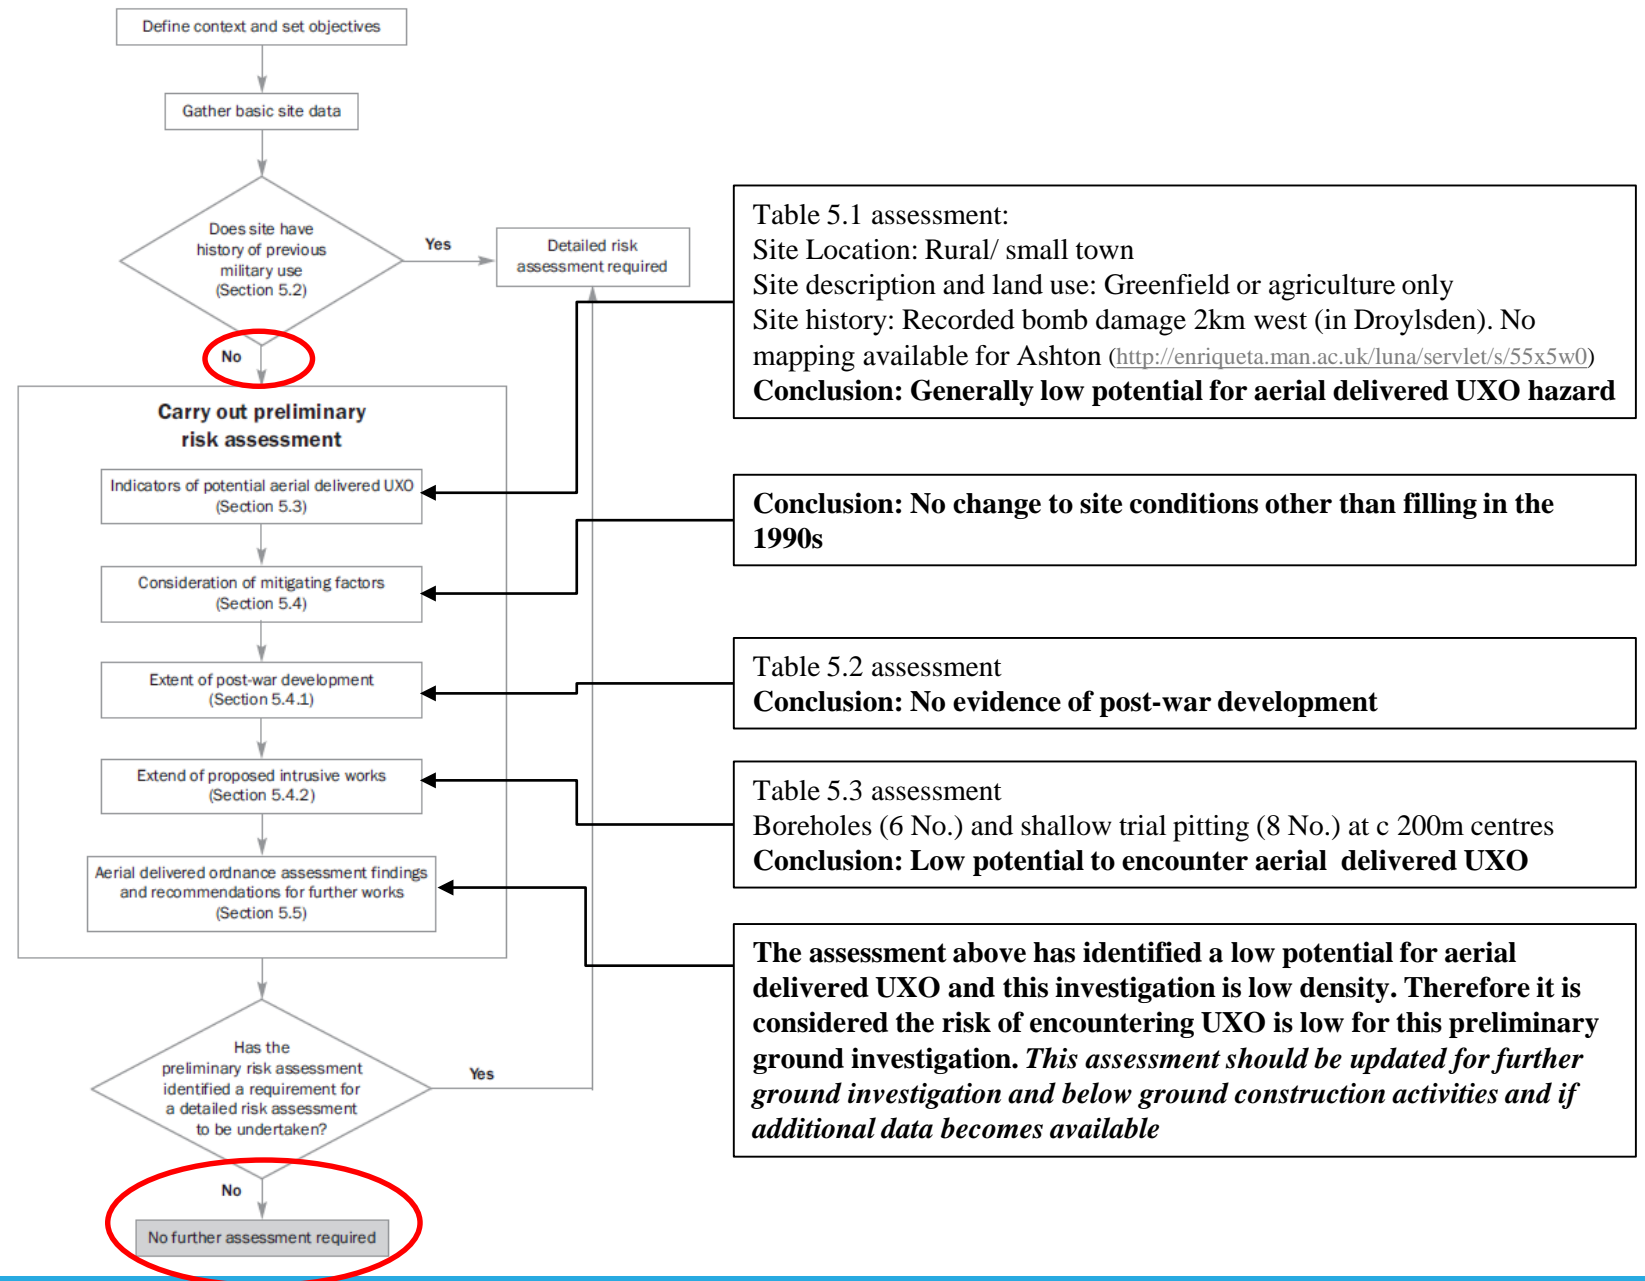 Define context and set objectives
Gather basic site data
Does site have
history of previous
military use
(Section 5.2)
Yes
Detailed risk
assessment required
No
Carry out preliminary
risk assessment
Indicators of potential aerial delivered UXO
(Section 5.3)
Consideration of mitigating factors
(Section 5.4)
Extent of post-war development
(Section 5.4.1)
Extend of proposed intrusive works
(Section 5.4.2)
Aerial delivered ordnance assessment findings
and recommendations for further works
(Section 5.5)
Has the
preliminary risk assessment
identified a requirement for
a detailed risk assessment
to be undertaken?
Yes
No
No further assessment required
Table 5.1 assessment:
Site Location: Rural/ small town
Site description and land use: Greenfield or agriculture only
Site history: Recorded bomb damage 2km west (in Droylsden). No
mapping available for Ashton (http://enriqueta.man.ac.uk/luna/servlet/s/55x5w0)
Conclusion: Generally low potential for aerial delivered UXO hazard
Conclusion: No change to site conditions other than filling in the
1990s
Table 5.2 assessment
Conclusion: No evidence of post-war development
Table 5.3 assessment
Boreholes (6 No.) and shallow trial pitting (8 No.) at c 200m centres
Conclusion: Low potential to encounter aerial delivered UXO
The assessment above has identified a low potential for aerial
delivered UXO and this investigation is low density. Therefore it is
considered the risk of encountering UXO is low for this preliminary
ground investigation. This assessment should be updated for further
ground investigation and below ground construction activities and if
additional data becomes available